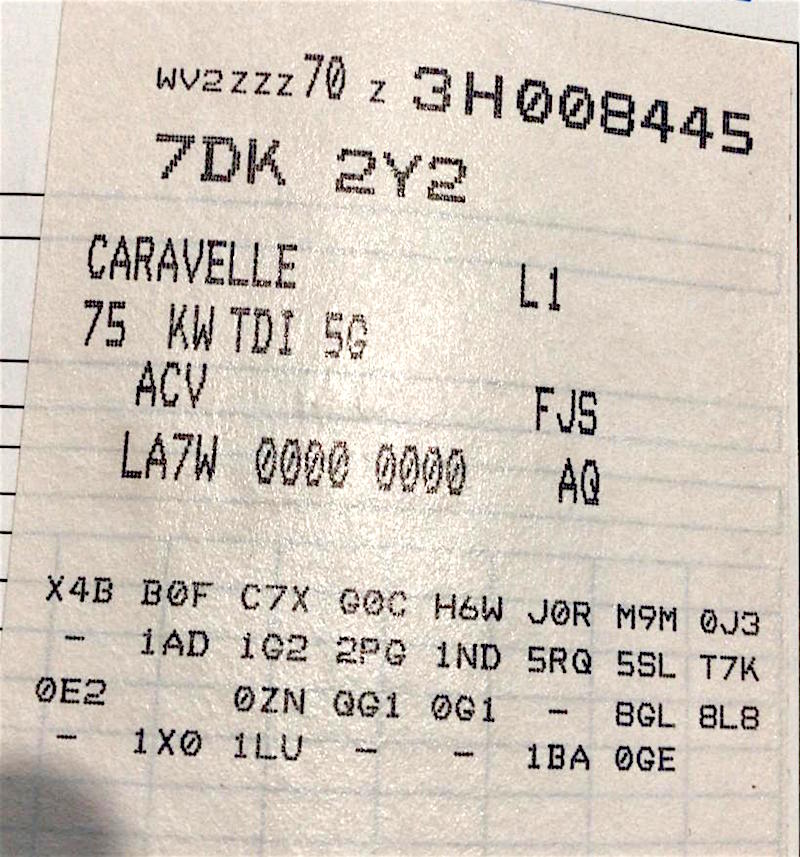 WV2ZZZ70 Z 3H008445
7DK 2Y2
CARAVELLE L1
75 KW TDI 5G
ACV FJS
LA7W 0000 0000 AQ
X4B B0F C7X G0C H6W J0R M9M 0J3
- 1AD 1G2 2PG 1ND 5RQ 5SL T7K
0E2 0ZN QG1 0G1 - 8GL 8L8
- 1X0 1LU - - 1BA 0GE